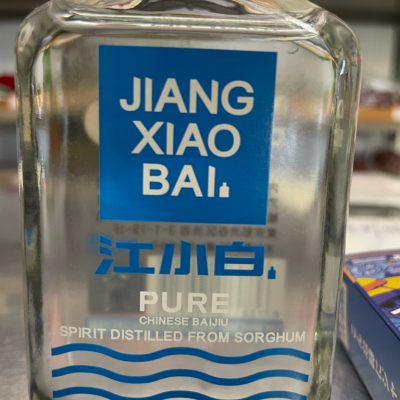 JIANG
XIAO
BAI.
江小白.
PURE
CHINESE BAIJIU
SPIRIT DISTILLED FROM SORGHUM